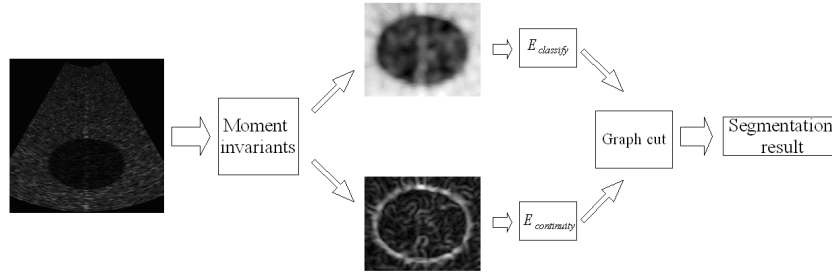 Moment
invariants
E classify
E continuity
Graph cut
Segmentation
result